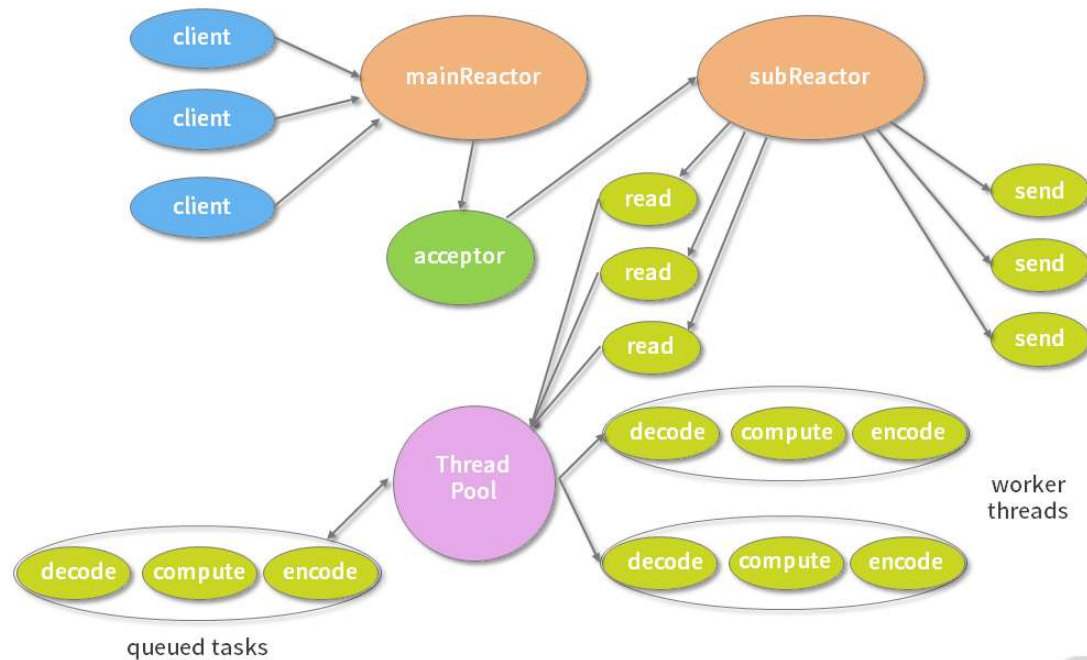 client
mainReactor
subReactor
client
client
read
send
acceptor
read
send
read
send
Thread
Pool
decode compute encode
worker
threads
decode compute encode
decode compute encode
queued tasks